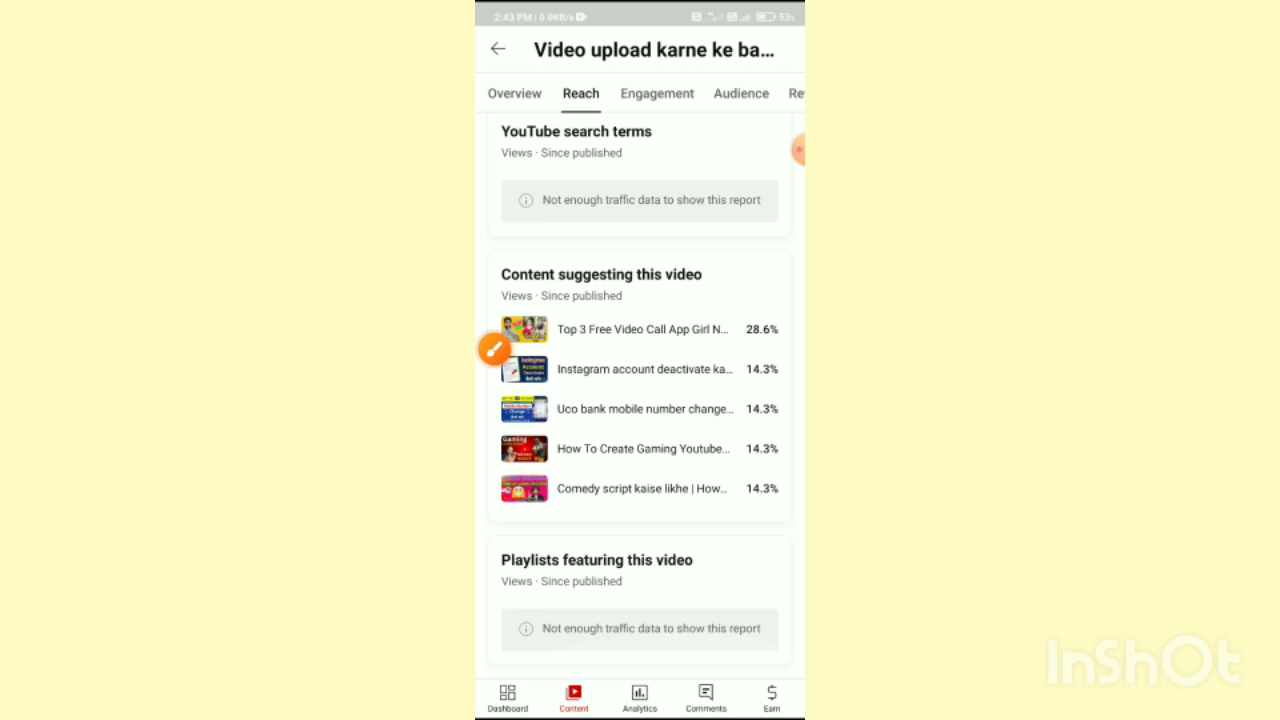 2:43 PM | 0.0KB/s
53%
Video upload karne ke ba...
Overview Reach Engagement Audience Re
YouTube search terms
Views · Since published
Not enough traffic data to show this report
Content suggesting this video
Views · Since published
Top 3 Free Video Call App Girl N... 28.6%
Instagram account deactivate ka... 14.3%
Uco bank mobile number change... 14.3%
How To Create Gaming Youtube... 14.3%
Comedy script kaise likhe | How... 14.3%
Playlists featuring this video
Views · Since published
Not enough traffic data to show this report
Dashboard Content Analytics Comments Earn
InShOt